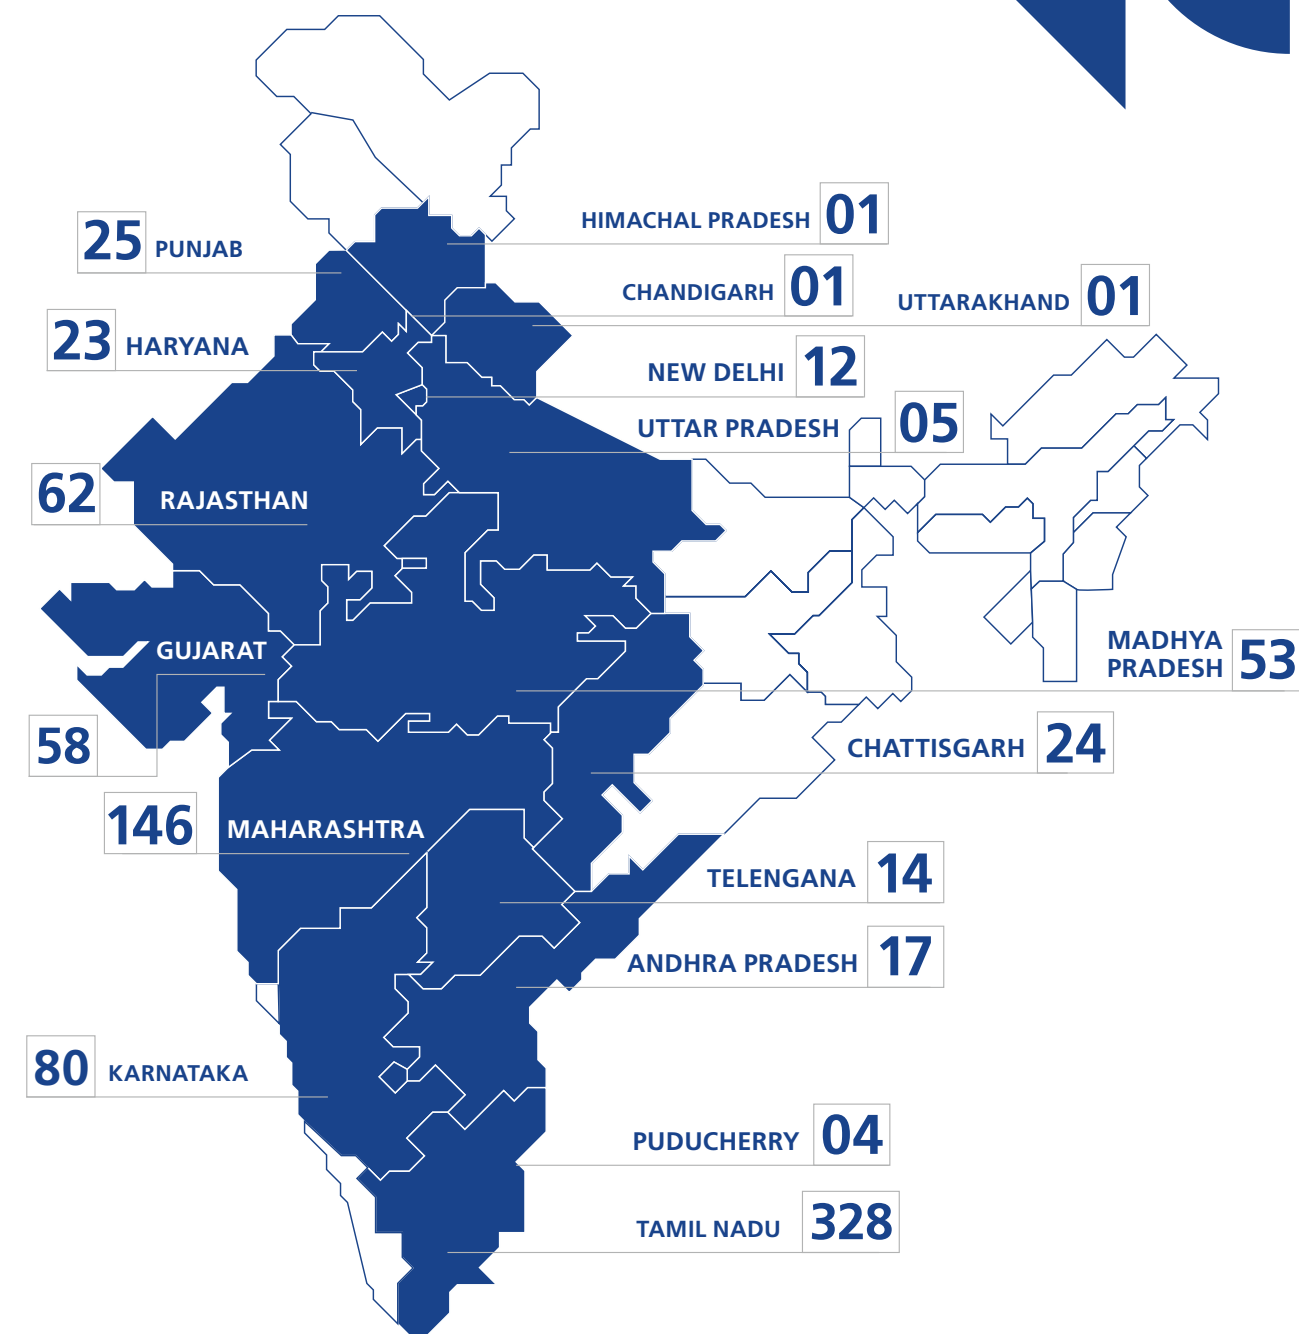 HIMACHAL PRADESH 01
25 PUNJAB
CHANDIGARH 01
UTTARAKHAND 01
23 HARYANA
NEW DELHI 12
UTTAR PRADESH 05
62 RAJASTHAN
GUJARAT
58
MADHYA
PRADESH 53
CHATTISGARH 24
146 MAHARASHTRA
TELENGANA 14
ANDHRA PRADESH 17
80 KARNATAKA
PUDUCHERRY 04
TAMIL NADU 328